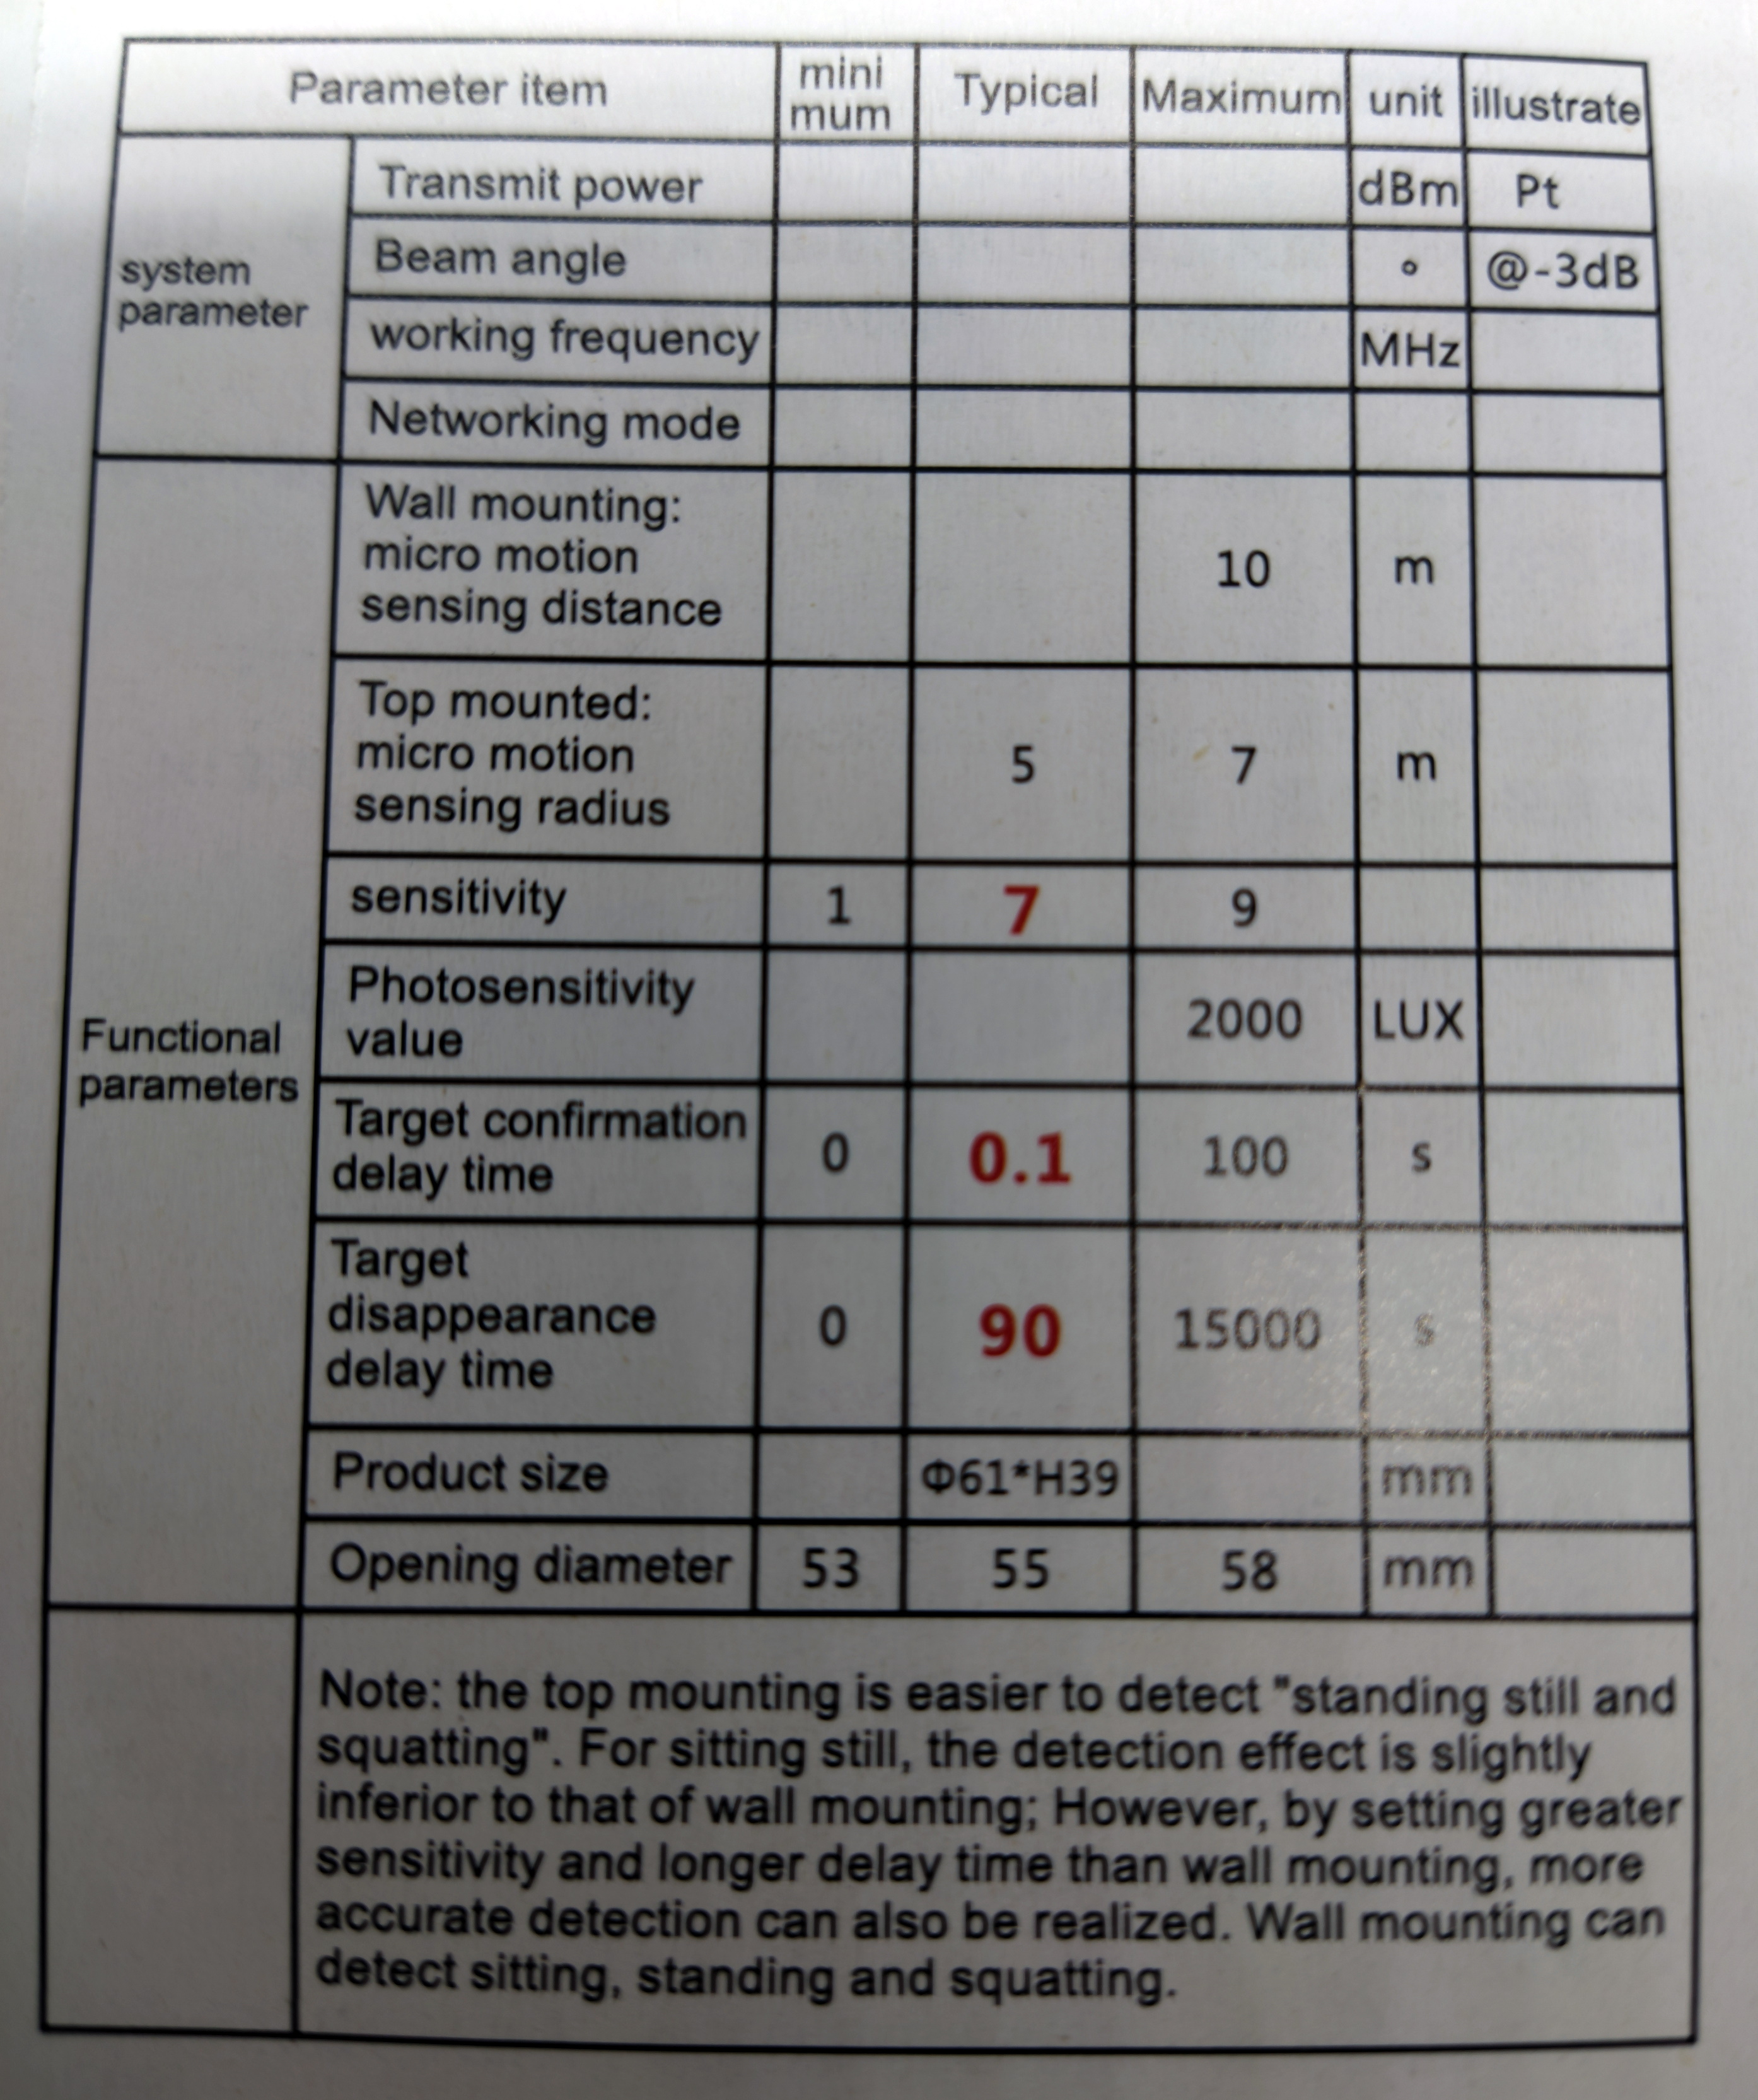 Parameter item mini mum Typical Maximum unit illustrate
system parameter
Transmit power dBm Pt
Beam angle ° @-3dB
working frequency MHz
Networking mode
Functional parameters
Wall mounting:
micro motion
sensing distance 10 m
Top mounted:
micro motion
sensing radius 5 7 m
sensitivity 1 7 9
Photosensitivity
value 2000 LUX
Target confirmation
delay time 0 0.1 100 s
Target
disappearance
delay time 0 90 15000 s
Product size Φ61*H39 mm
Opening diameter 53 55 58 mm
Note: the top mounting is easier to detect "standing still and
squatting". For sitting still, the detection effect is slightly
inferior to that of wall mounting; However, by setting greater
sensitivity and longer delay time than wall mounting, more
accurate detection can also be realized. Wall mounting can
detect sitting, standing and squatting.